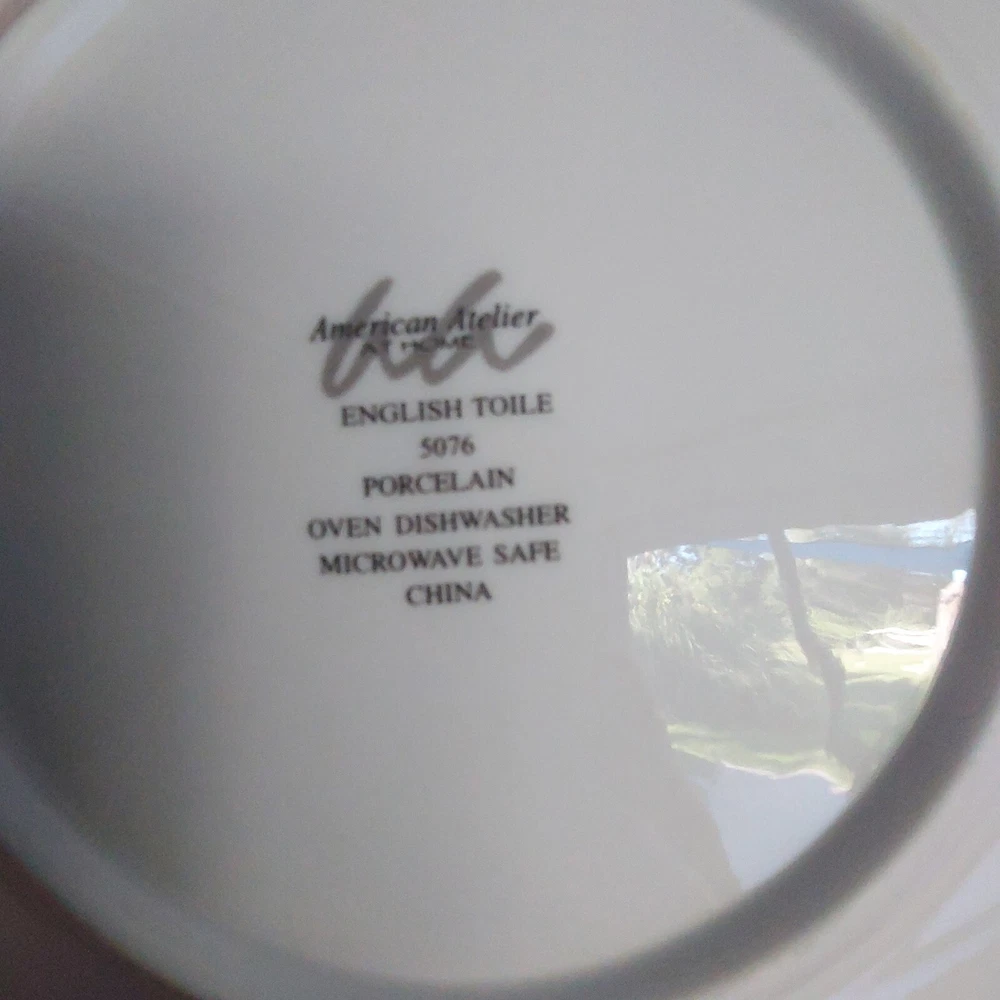 American Atelier
AT HOME
ENGLISH TOILE
5076
PORCELAIN
OVEN DISHWASHER
MICROWAVE SAFE
CHINA